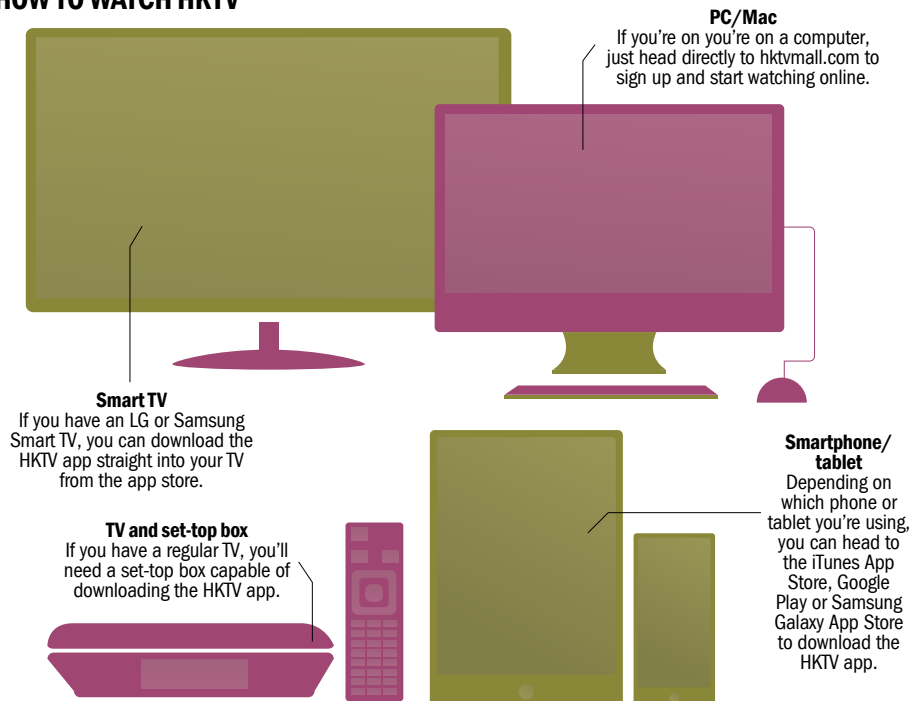 HOW TO WATCH HKTV
PC/Mac
If you're on you're on a computer,
just head directly to hktvmall.com to
sign up and start watching online.
Smart TV
If you have an LG or Samsung
Smart TV, you can download the
HKTV app straight into your TV
from the app store.
TV and set-top box
If you have a regular TV, you'll
need a set-top box capable of
downloading the HKTV app.
Smartphone/
tablet
Depending on
which phone or
tablet you're using,
you can head to
the iTunes App
Store, Google
Play or Samsung
Galaxy App Store
to download the
HKTV app.